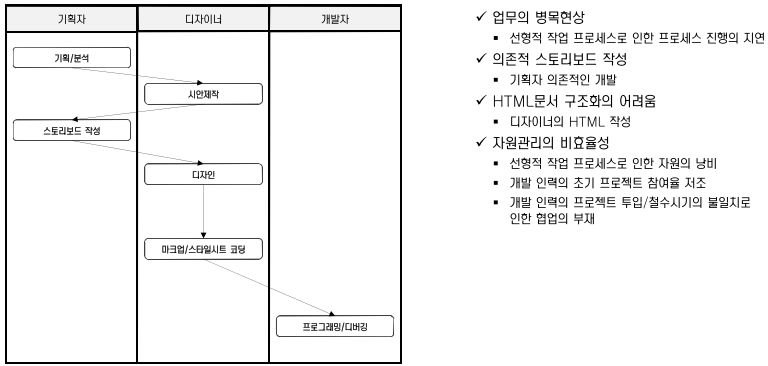 기획자
디자이너
개발자
기획/분석
시안제작
스토리보드 작성
디자인
마크업/스타일시트 코딩
프로그래밍/디버깅
✓ 업무의 병목현상
▪ 선형적 작업 프로세스로 인한 프로세스 진행의 지연
✓ 의존적 스토리보드 작성
▪ 기획자 의존적인 개발
✓ HTML문서 구조화의 어려움
▪ 디자이너의 HTML 작성
✓ 자원관리의 비효율성
▪ 선형적 작업 프로세스로 인한 자원의 낭비
▪ 개발 인력의 초기 프로젝트 참여율 저조
▪ 개발 인력의 프로젝트 투입/철수시기의 불일치로
인한 협업의 부재